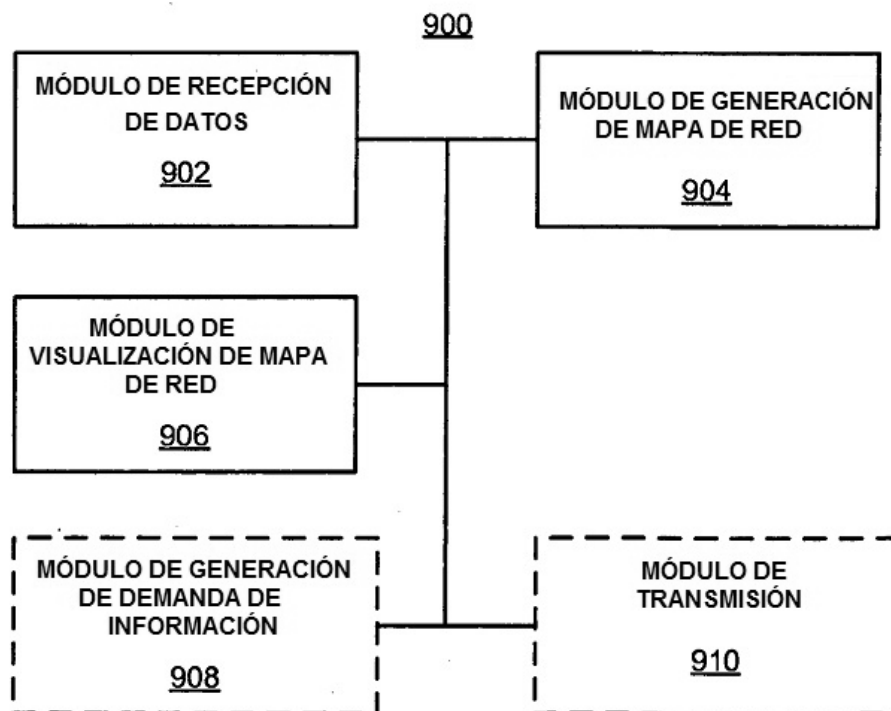 900
MÓDULO DE RECEPCIÓN
DE DATOS
902
MÓDULO DE GENERACIÓN
DE MAPA DE RED
904
MÓDULO DE
VISUALIZACIÓN DE MAPA
DE RED
906
MÓDULO DE GENERACIÓN
DE DEMANDA DE
INFORMACIÓN
908
MÓDULO DE
TRANSMISIÓN
910